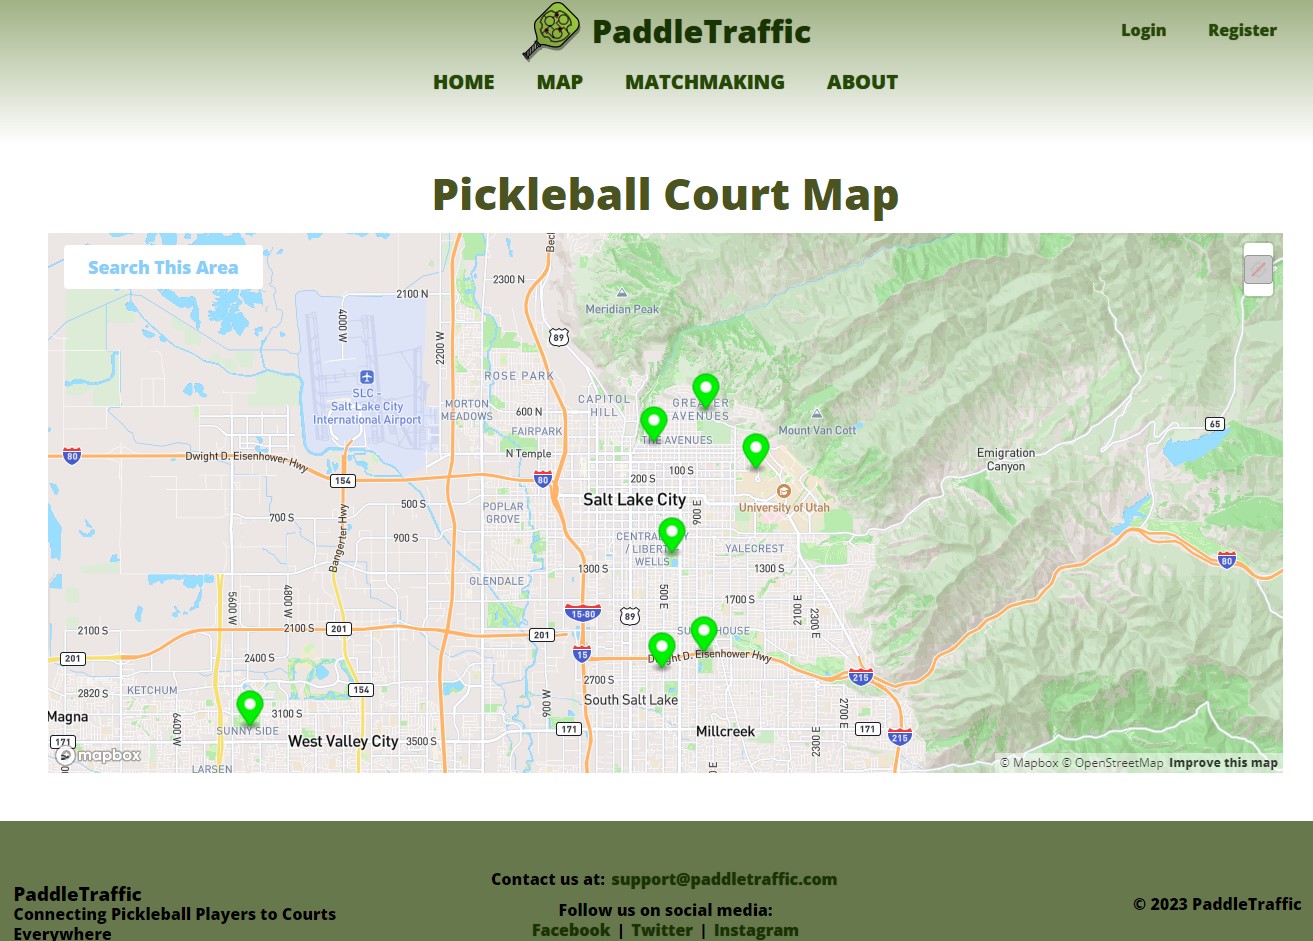 PaddleTraffic
Login
Register
HOME
MAP
MATCHMAKING
ABOUT
Pickleball Court Map
Search This Area
2100 N
2300 N
4000 W
2200 W
Meridian Peak
89
SLC -
Salt Lake City
International Airport
ROSE PARK
MORTON
MEADOWS
600 N
FAIRPARK
N Temple
CAPITOL
HILL
GREATER
AVENUES
THE AVENUES
Mount Van Cott
65
Emigration
Canyon
80
Dwight D. Eisenhower Hwy
154
80
100 S
200 S
Salt Lake City
900 E
University of Utah
500 S
700 S
900 S
Bangerter Hwy
POPLAR
GROVE
CENTRAL
/ LIBERTY
WELLS
YALECREST
1300 S
1300 S
80
GLENDALE
5600 W
4800 W
15-80
89
500 E
1700 S
2100 E
2300 E
2100 S
2100 S
201
201
201
2400 S
15
SUGAR HOUSE
Dwight D. Eisenhower Hwy
215
2820 S
KETCHUM
154
2700 S
South Salt Lake
900 W
2700 E
Magna
6400 W
3100 S
SUNNY SIDE
West Valley City
3500 S
171
171
Millcreek
2300 E
171
215
LARSEN
mapbox
© Mapbox © OpenStreetMap Improve this map
PaddleTraffic
Connecting Pickleball Players to Courts
Everywhere
Contact us at: support@paddletraffic.com
Follow us on social media:
Facebook | Twitter | Instagram
© 2023 PaddleTraffic